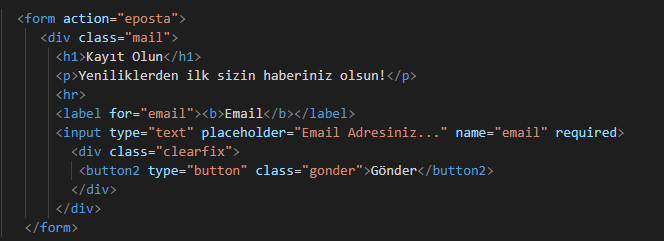 <form action="eposta">
<div class="mail">
<h1>Kayıt Olun</h1>
<p>Yeniliklerden ilk sizin haberiniz olsun!</p>
<hr>
<label for="email"><b>Email</b></label>
<input type="text" placeholder="Email Adresiniz..." name="email" required>
<div class="clearfix">
<button2 type="button" class="gonder">Gönder</button2>
</div>
</div>
</form>